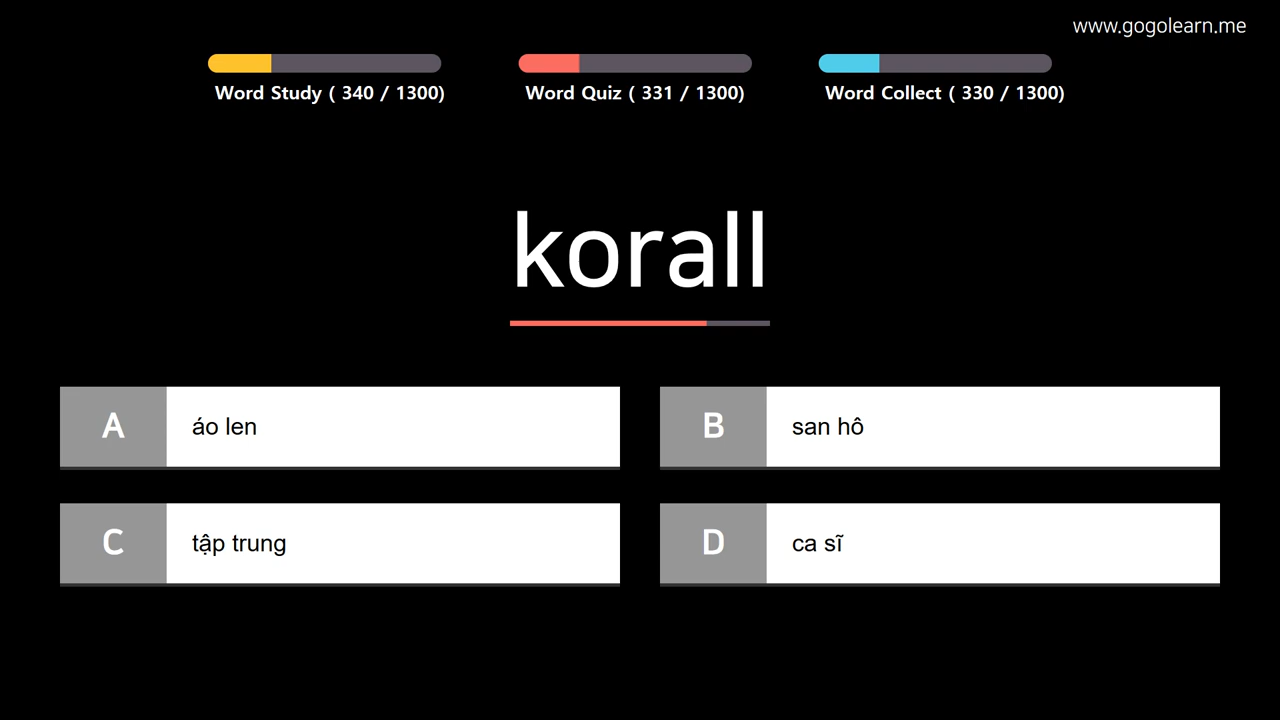 www.gogolearn.me
Word Study ( 340 / 1300)
Word Quiz ( 331 / 1300)
Word Collect ( 330 / 1300)
korall
A
áo len
B
san hô
C
tập trung
D
ca sĩ